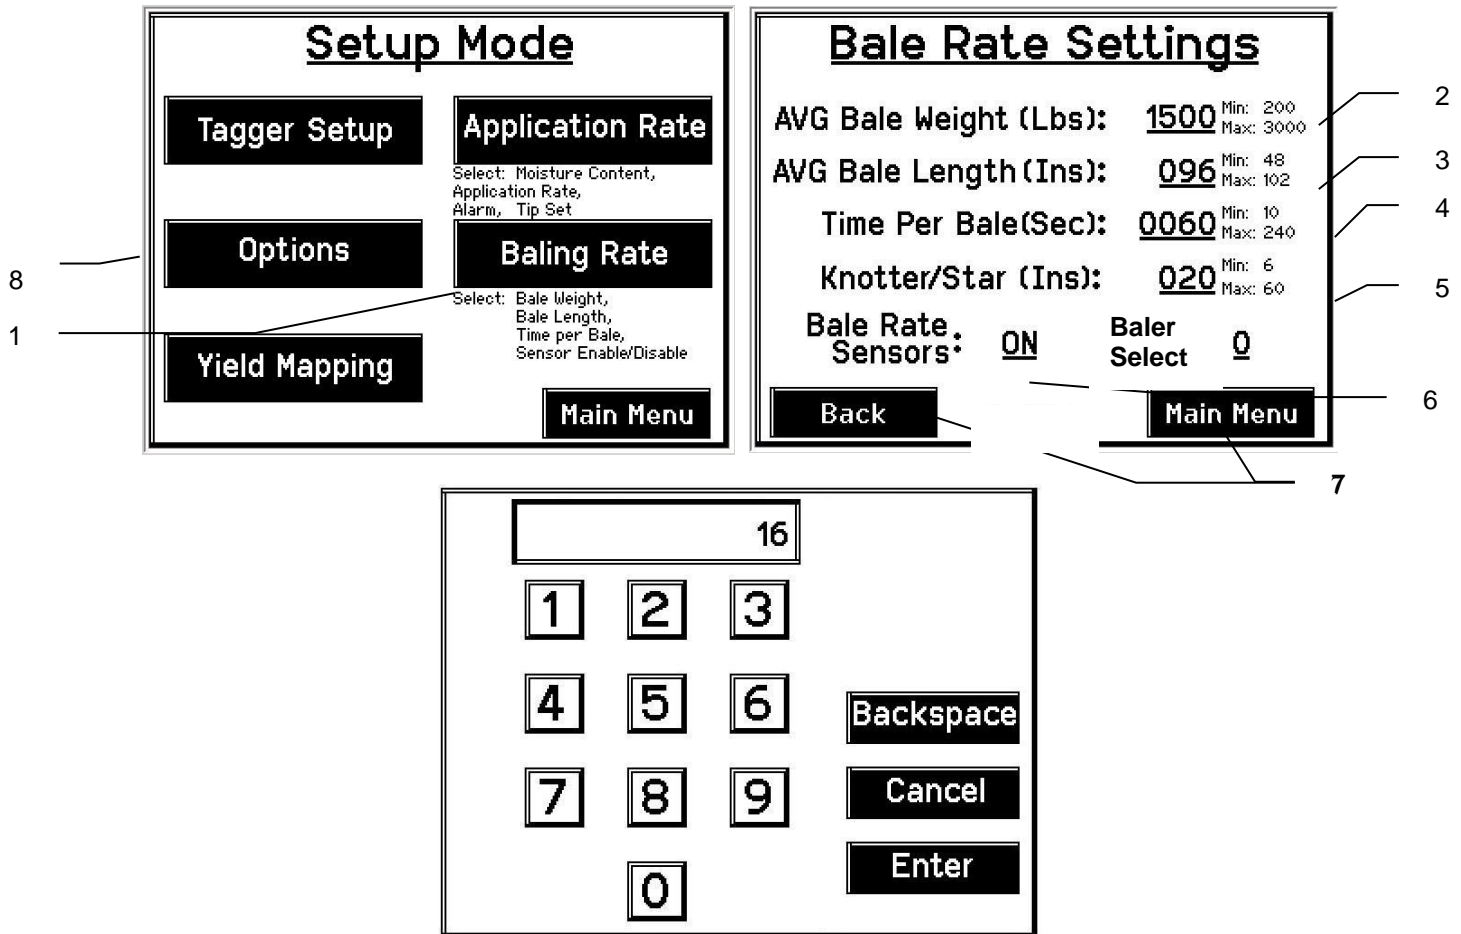 Setup Mode
Tagger Setup
Application Rate
Select: Moisture Content,
Application Rate,
Alarm, Tip Set
Options
Baling Rate
Select: Bale Weight,
Bale Length,
Time per Bale,
Sensor Enable/Disable
Yield Mapping
Main Menu
8
1
Bale Rate Settings
AVG Bale Weight (Lbs): 1500 Min: 200
Max: 3000
AVG Bale Length (Ins): 096 Min: 48
Max: 102
Time Per Bale(Sec): 0060 Min: 10
Max: 240
Knotter/Star (Ins): 020 Min: 6
Max: 60
Bale Rate
Sensors: ON
Baler
Select 0
Back
Main Menu
2
3
4
5
6
7
16
1 2 3
4 5 6
7 8 9
0
Backspace
Cancel
Enter